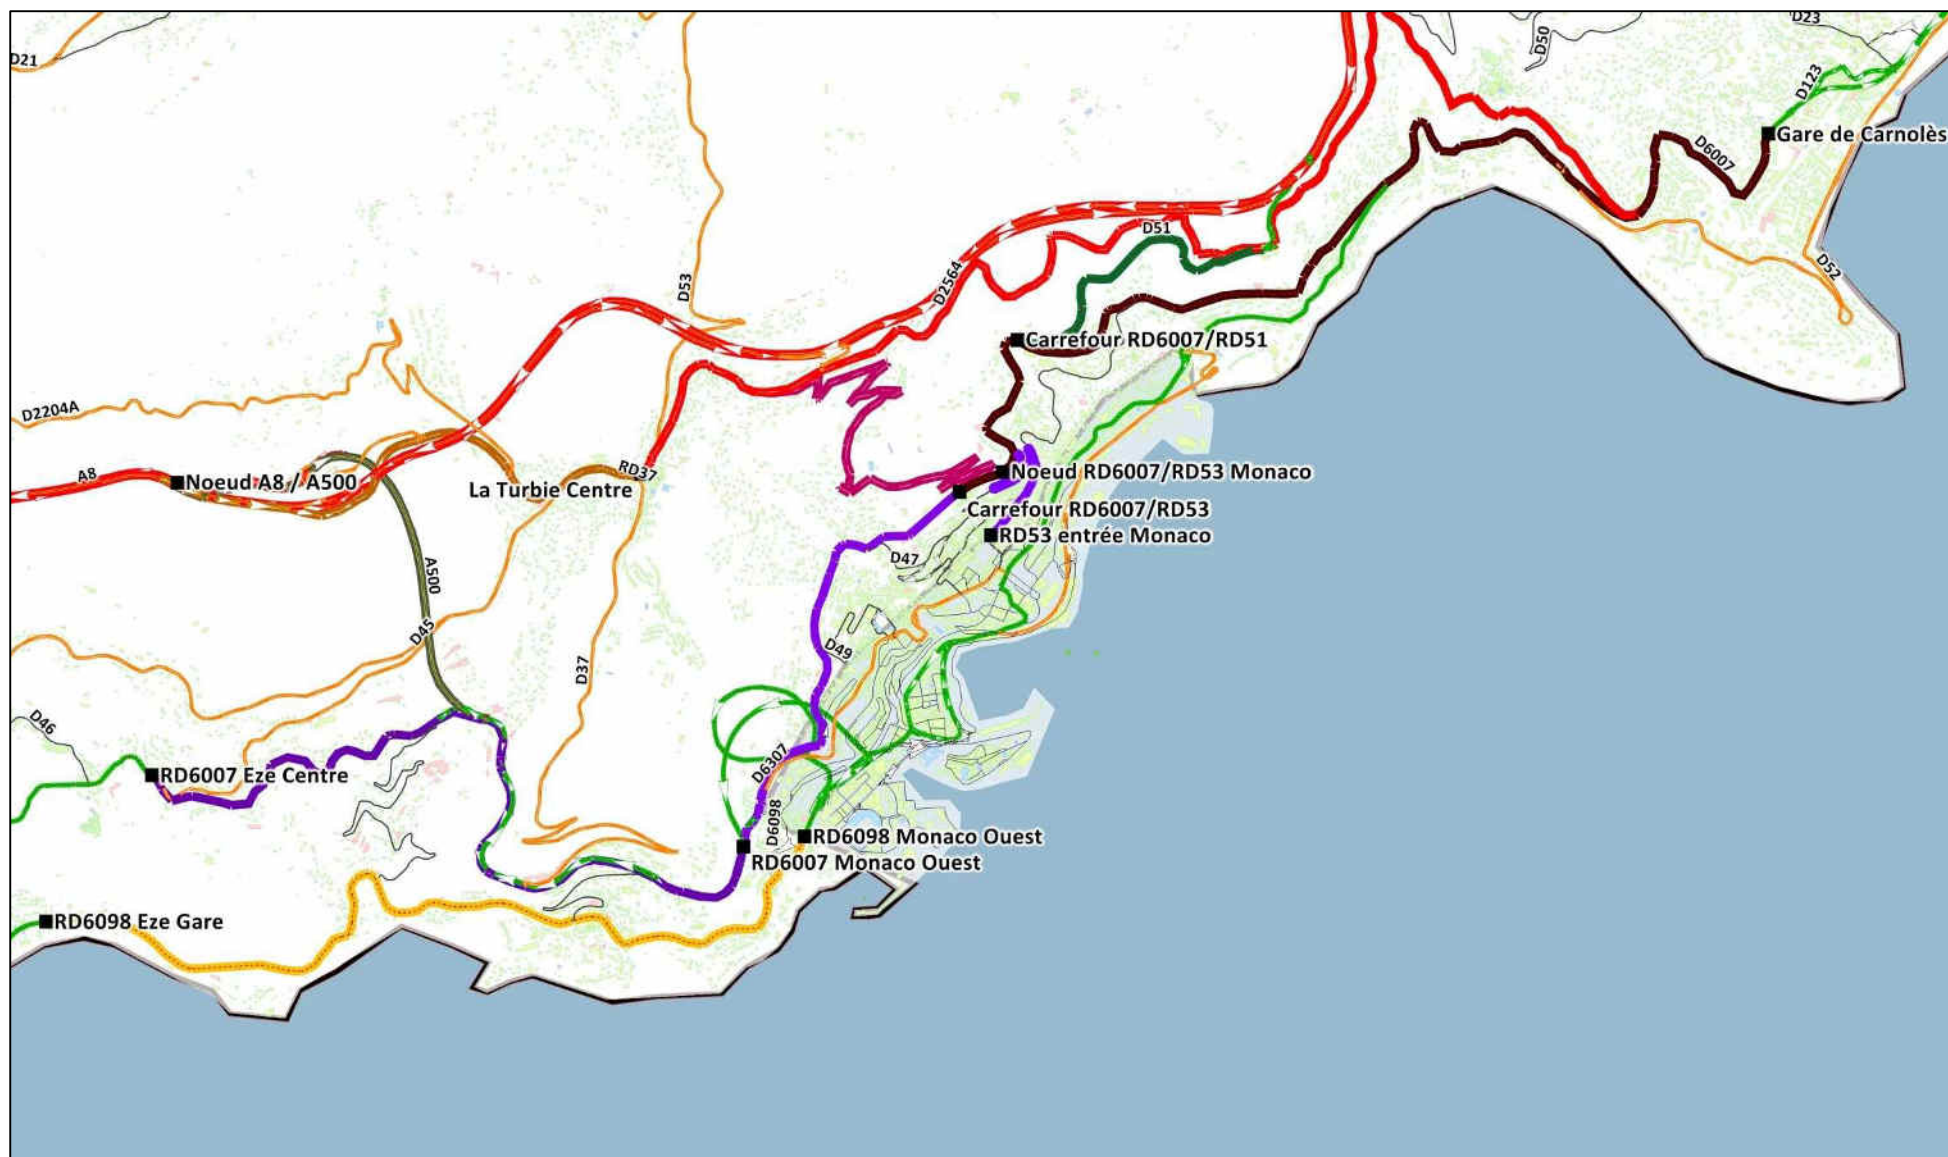 D23
D50
D21
D123
Gare de Carnolès
D6007
D51
D52
D2564
D53
Carrefour RD6007/RD51
D2204A
A8
Noeud A8 / A500
RD37
La Turbie Centre
Noeud RD6007/RD53 Monaco
Carrefour RD6007/RD53
RD53 entrée Monaco
D47
A500
D45
D49
D37
D46
D6307
RD6007 Eze Centre
D6098
RD6098 Monaco Ouest
RD6007 Monaco Ouest
RD6098 Eze Gare